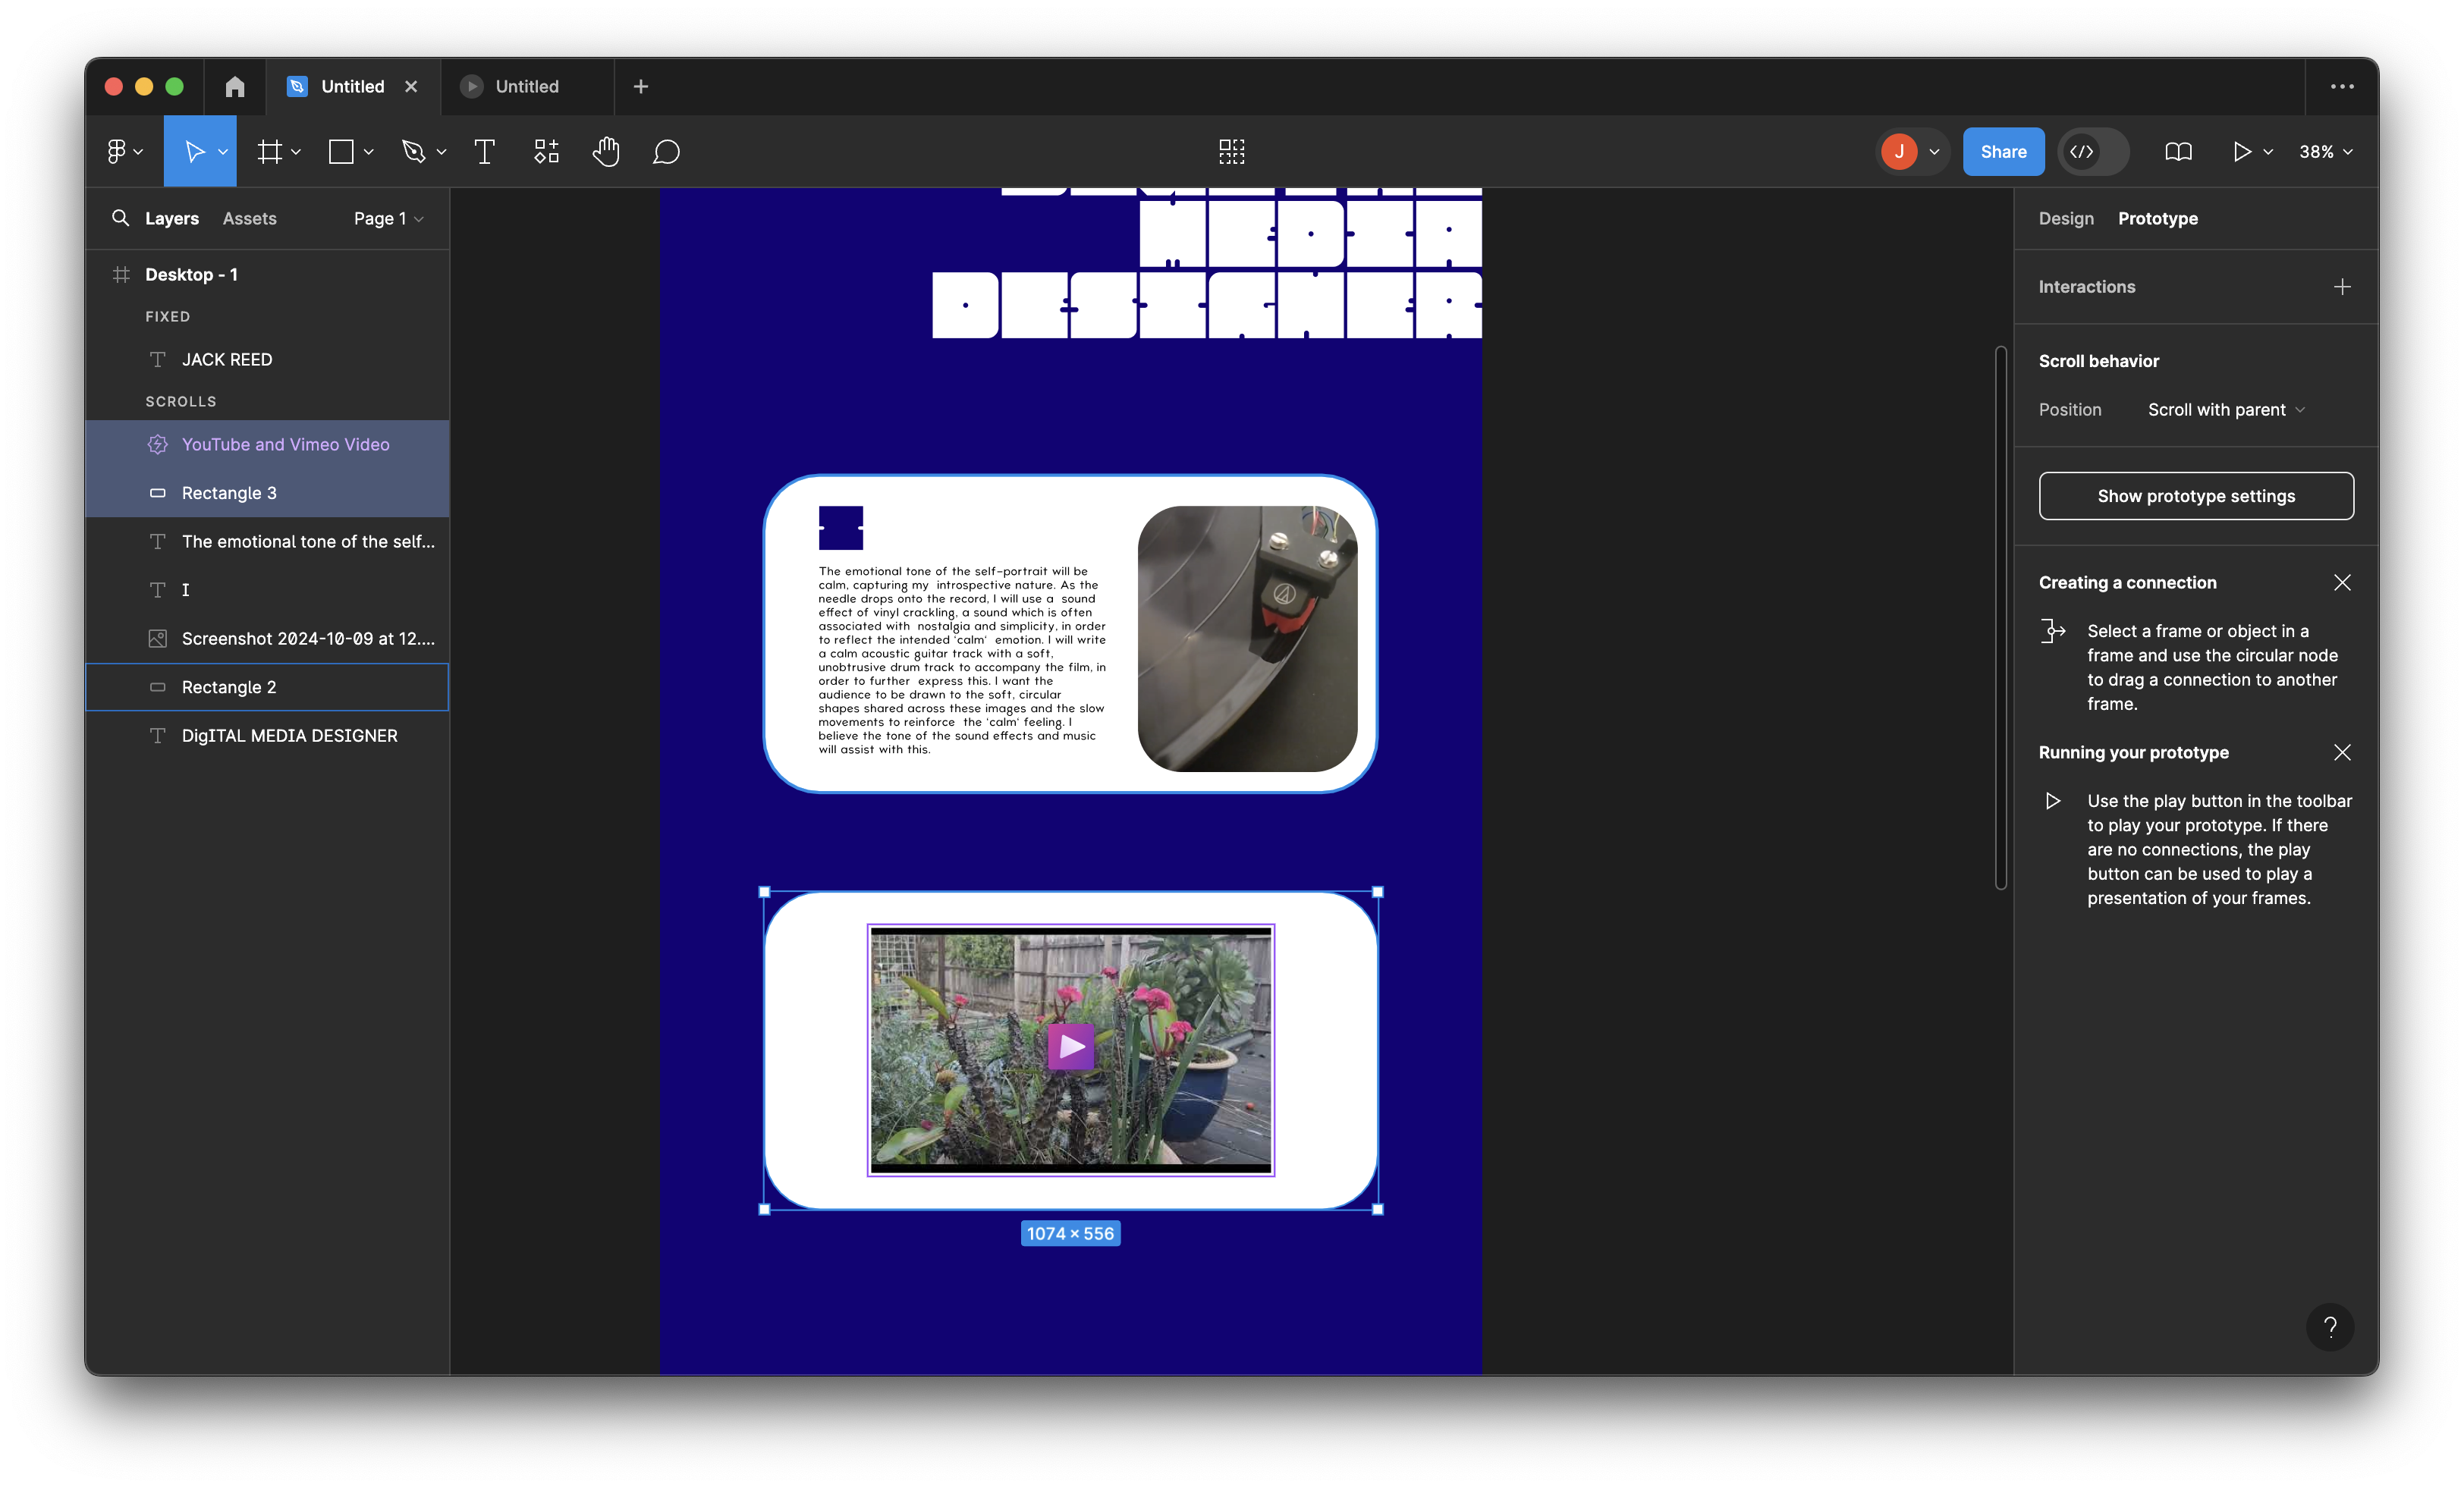 Untitled
Untitled
J
Share
38%
Layers
Assets
Page 1
Desktop - 1
FIXED
JACK REED
SCROLLS
YouTube and Vimeo Video
Rectangle 3
The emotional tone of the self...
I
Screenshot 2024-10-09 at 12....
Rectangle 2
DigITAL MEDIA DESIGNER
The emotional tone of the self-portrait will be
calm, capturing my introspective nature. As the
needle drops onto the record, I will use a sound
effect of vinyl crackling, a sound which is often
associated with nostalgia and simplicity, in order
to reflect the intended 'calm' emotion. I will write
a calm acoustic guitar track with a soft,
unobtrusive drum track to accompany the film, in
order to further express this. I want the
audience to be drawn to the soft, circular
shapes shared across these images and the slow
movements to reinforce the 'calm' feeling. I
believe the tone of the sound effects and music
will assist with this.
1074 × 556
Design
Prototype
Interactions
Scroll behavior
Position
Scroll with parent
Show prototype settings
Creating a connection
Select a frame or object in a
frame and use the circular node
to drag a connection to another
frame.
Running your prototype
Use the play button in the toolbar
to play your prototype. If there
are no connections, the play
button can be used to play a
presentation of your frames.
?